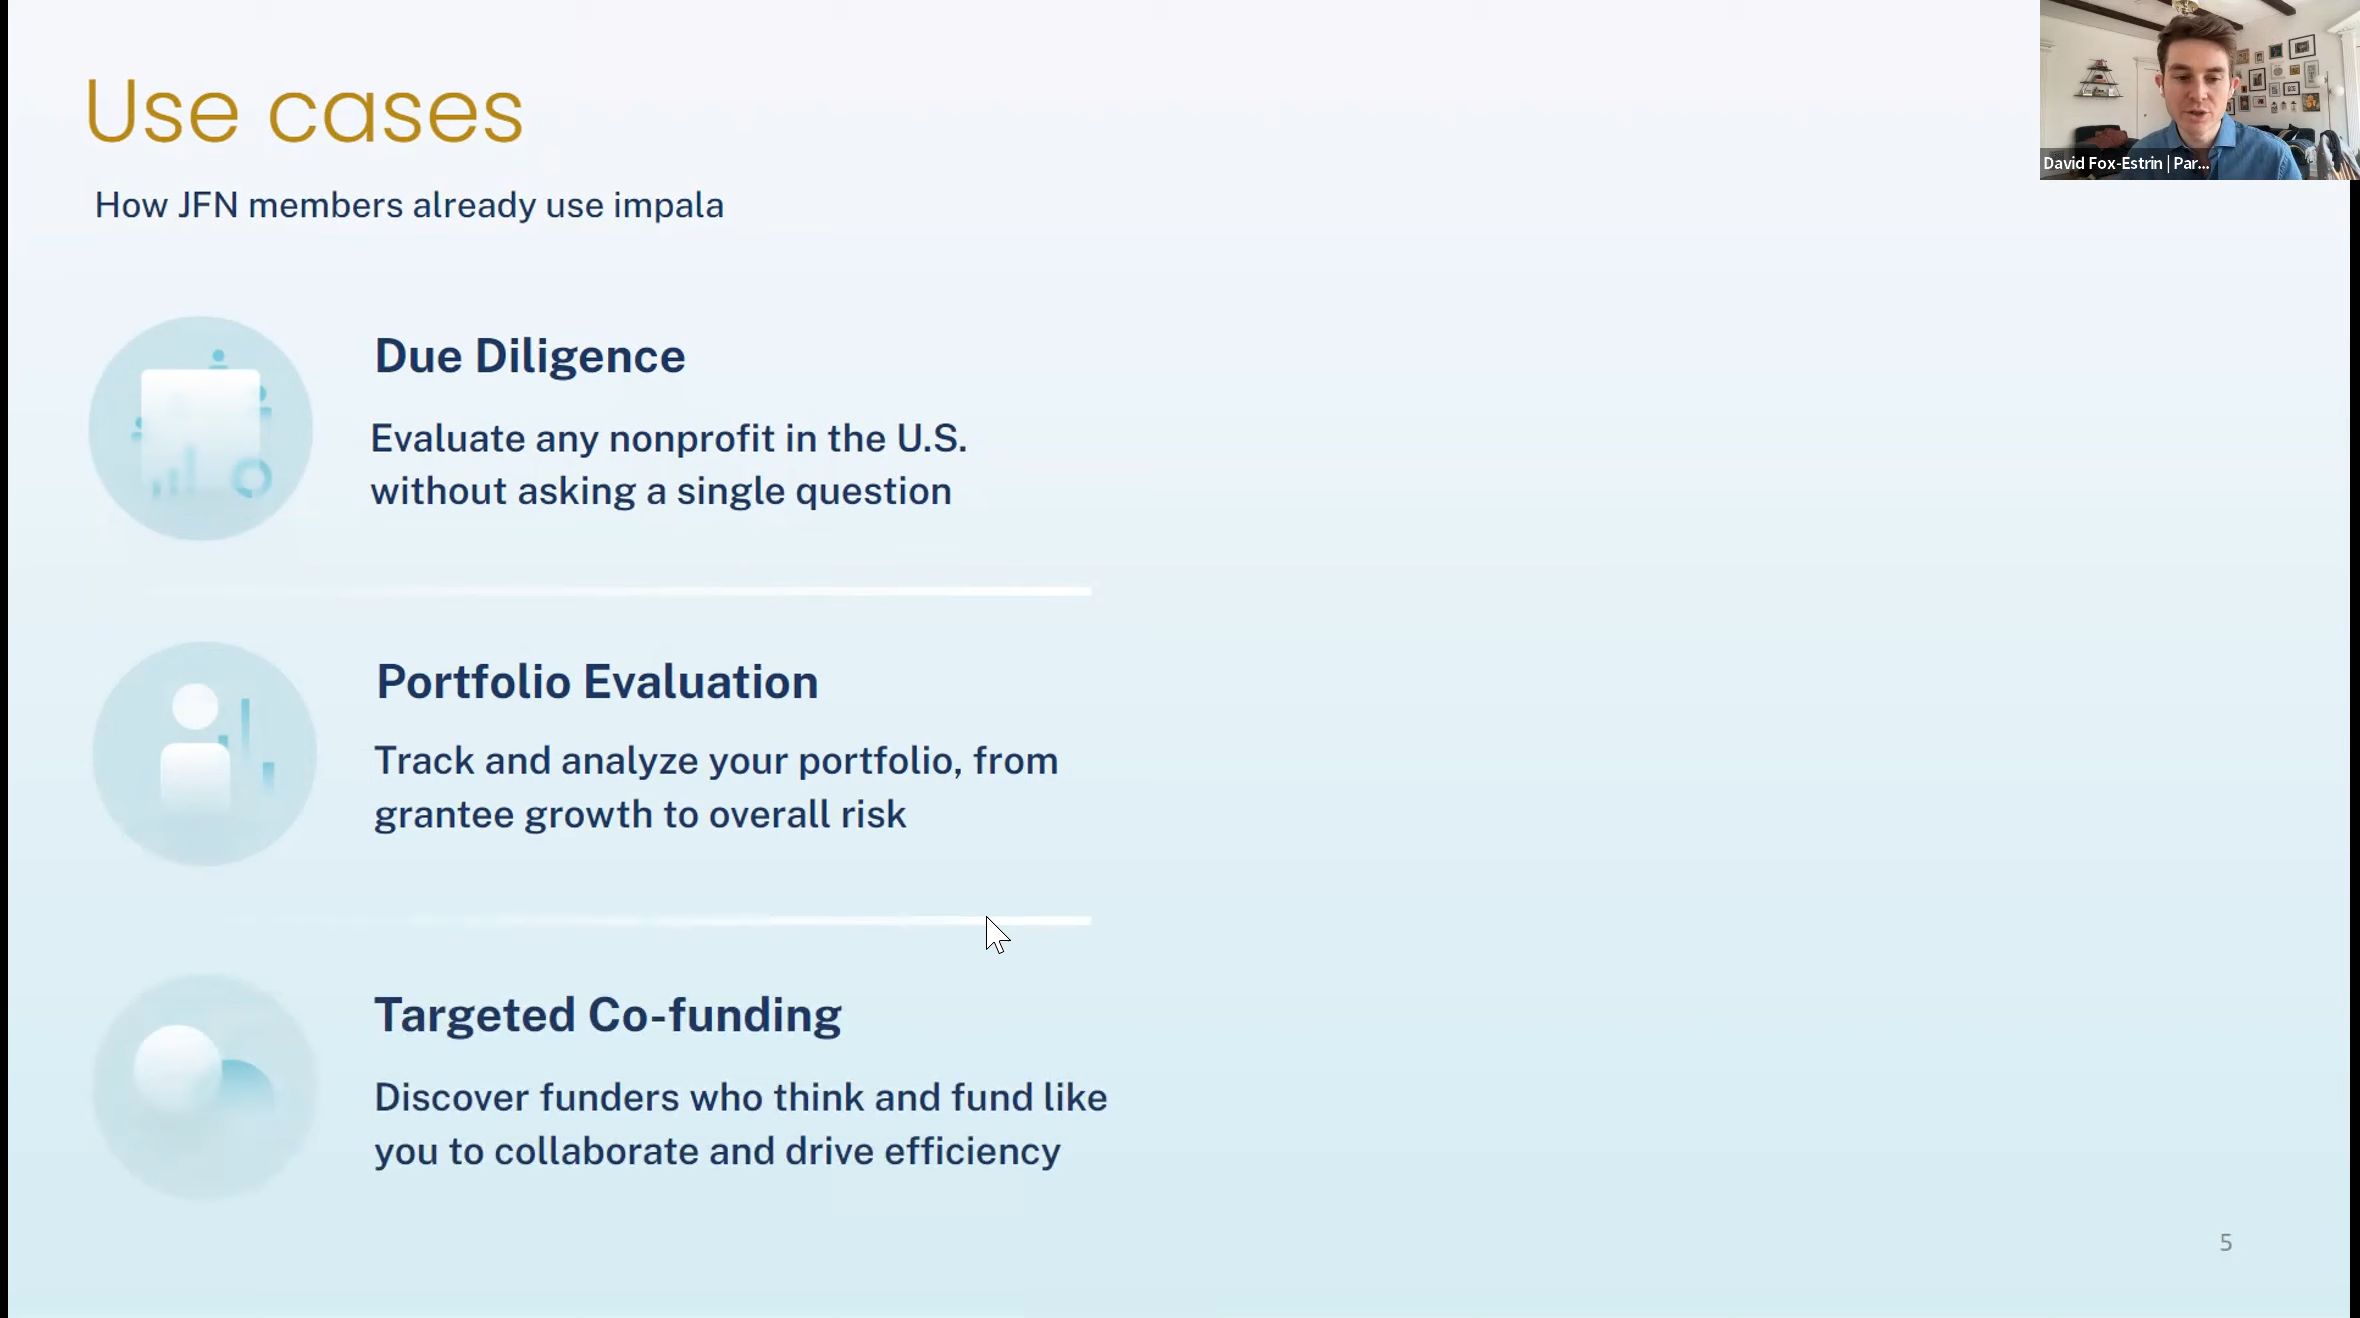 Use cases
How JFN members already use impala
Due Diligence
Evaluate any nonprofit in the U.S.
without asking a single question
Portfolio Evaluation
Track and analyze your portfolio, from
grantee growth to overall risk
Targeted Co-funding
Discover funders who think and fund like
you to collaborate and drive efficiency
5
David Fox-Estrin | Par...